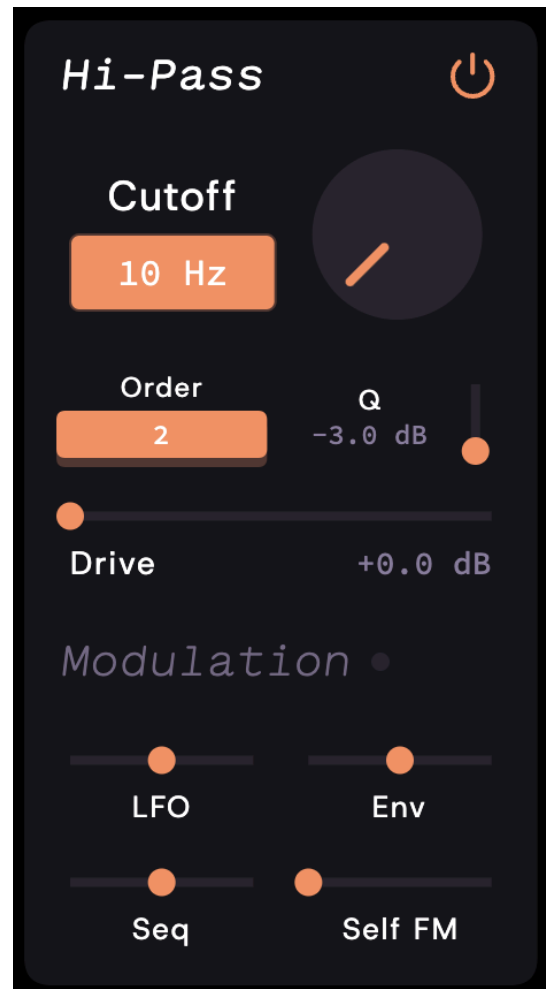 Hi-Pass
Cutoff
10 Hz
Order
2
Q
-3.0 dB
Drive
+0.0 dB
Modulation
LFO
Env
Seq
Self FM